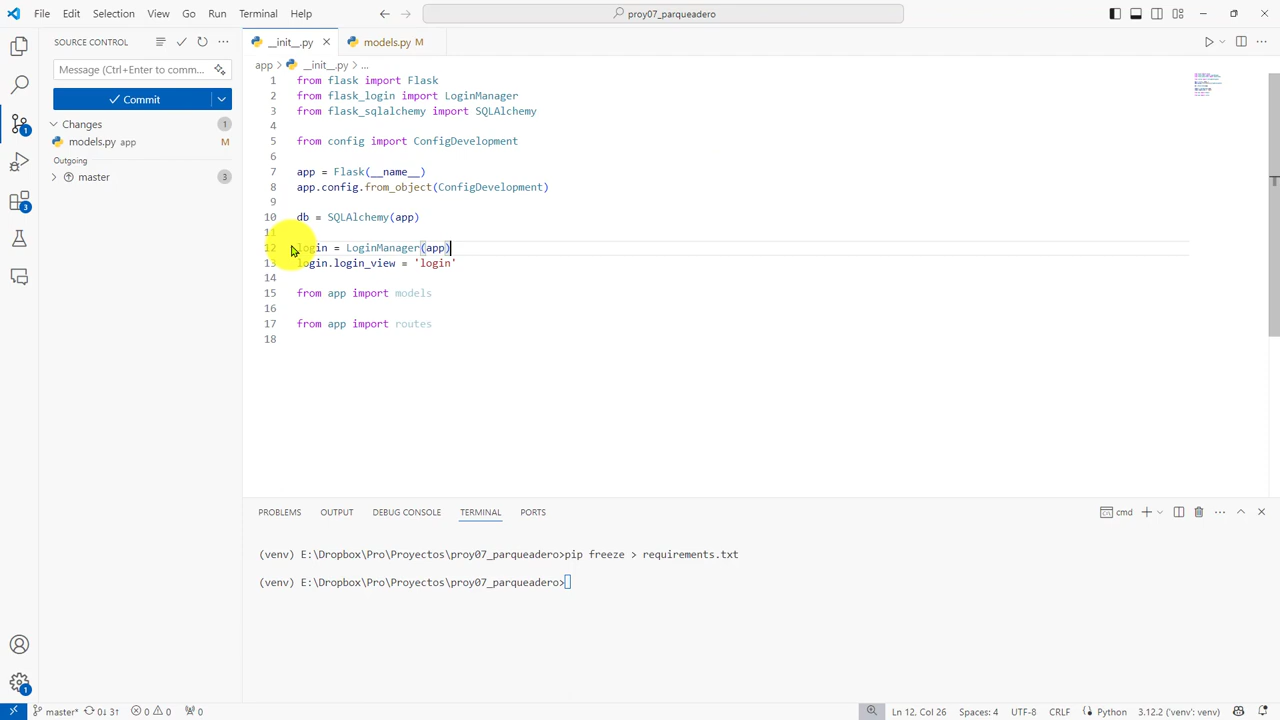 File Edit Selection View Go Run Terminal Help
proy07_parqueadero
SOURCE CONTROL
Message (Ctrl+Enter to comm...
Commit
Changes 1
models.py app M
Outgoing
master 3
1
3
1
__init__.py
models.py M
app > __init__.py > ...
1 from flask import Flask
2 from flask_login import LoginManager
3 from flask_sqlalchemy import SQLAlchemy
4
5 from config import ConfigDevelopment
6
7 app = Flask(__name__)
8 app.config.from_object(ConfigDevelopment)
9
10 db = SQLAlchemy(app)
11
12 login = LoginManager(app)
13 login.login_view = 'login'
14
15 from app import models
16
17 from app import routes
18
PROBLEMS OUTPUT DEBUG CONSOLE TERMINAL PORTS
cmd
(venv) E:\Dropbox\Pro\Proyectos\proy07_parqueadero>pip freeze > requirements.txt
(venv) E:\Dropbox\Pro\Proyectos\proy07_parqueadero>
master* 0↓ 3↑ 0 0 0
Ln 12, Col 26 Spaces: 4 UTF-8 CRLF Python 3.12.2 ('venv': venv)